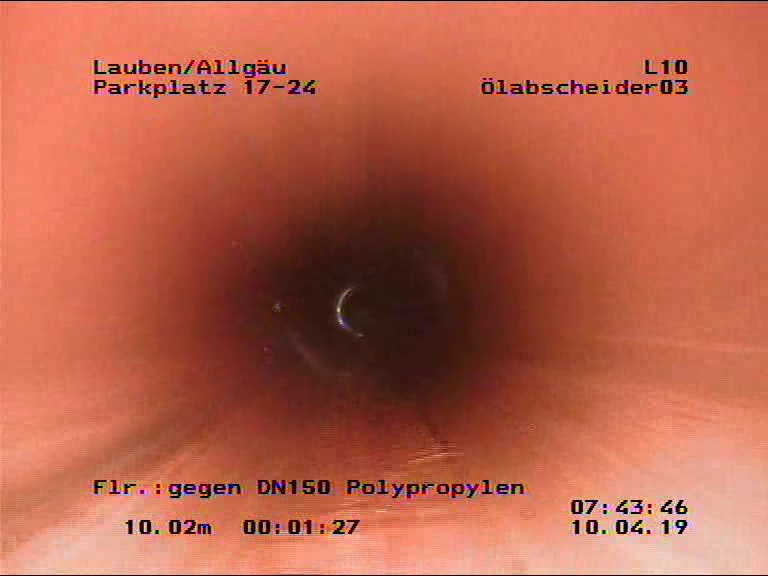 Lauben/Allgäu L10
Parkplatz 17-24 Ölabscheider03
Flr.:gegen DN150 Polypropylen
07:43:46
10.02m 00:01:27 10.04.19